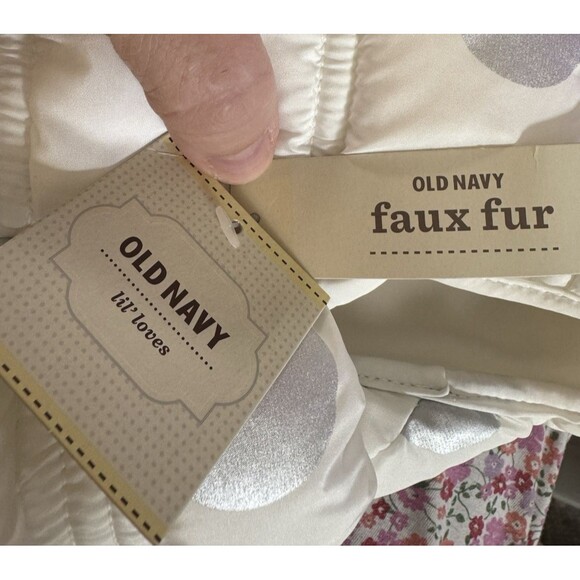 OLD NAVY
lil' loves
OLD NAVY
faux fur